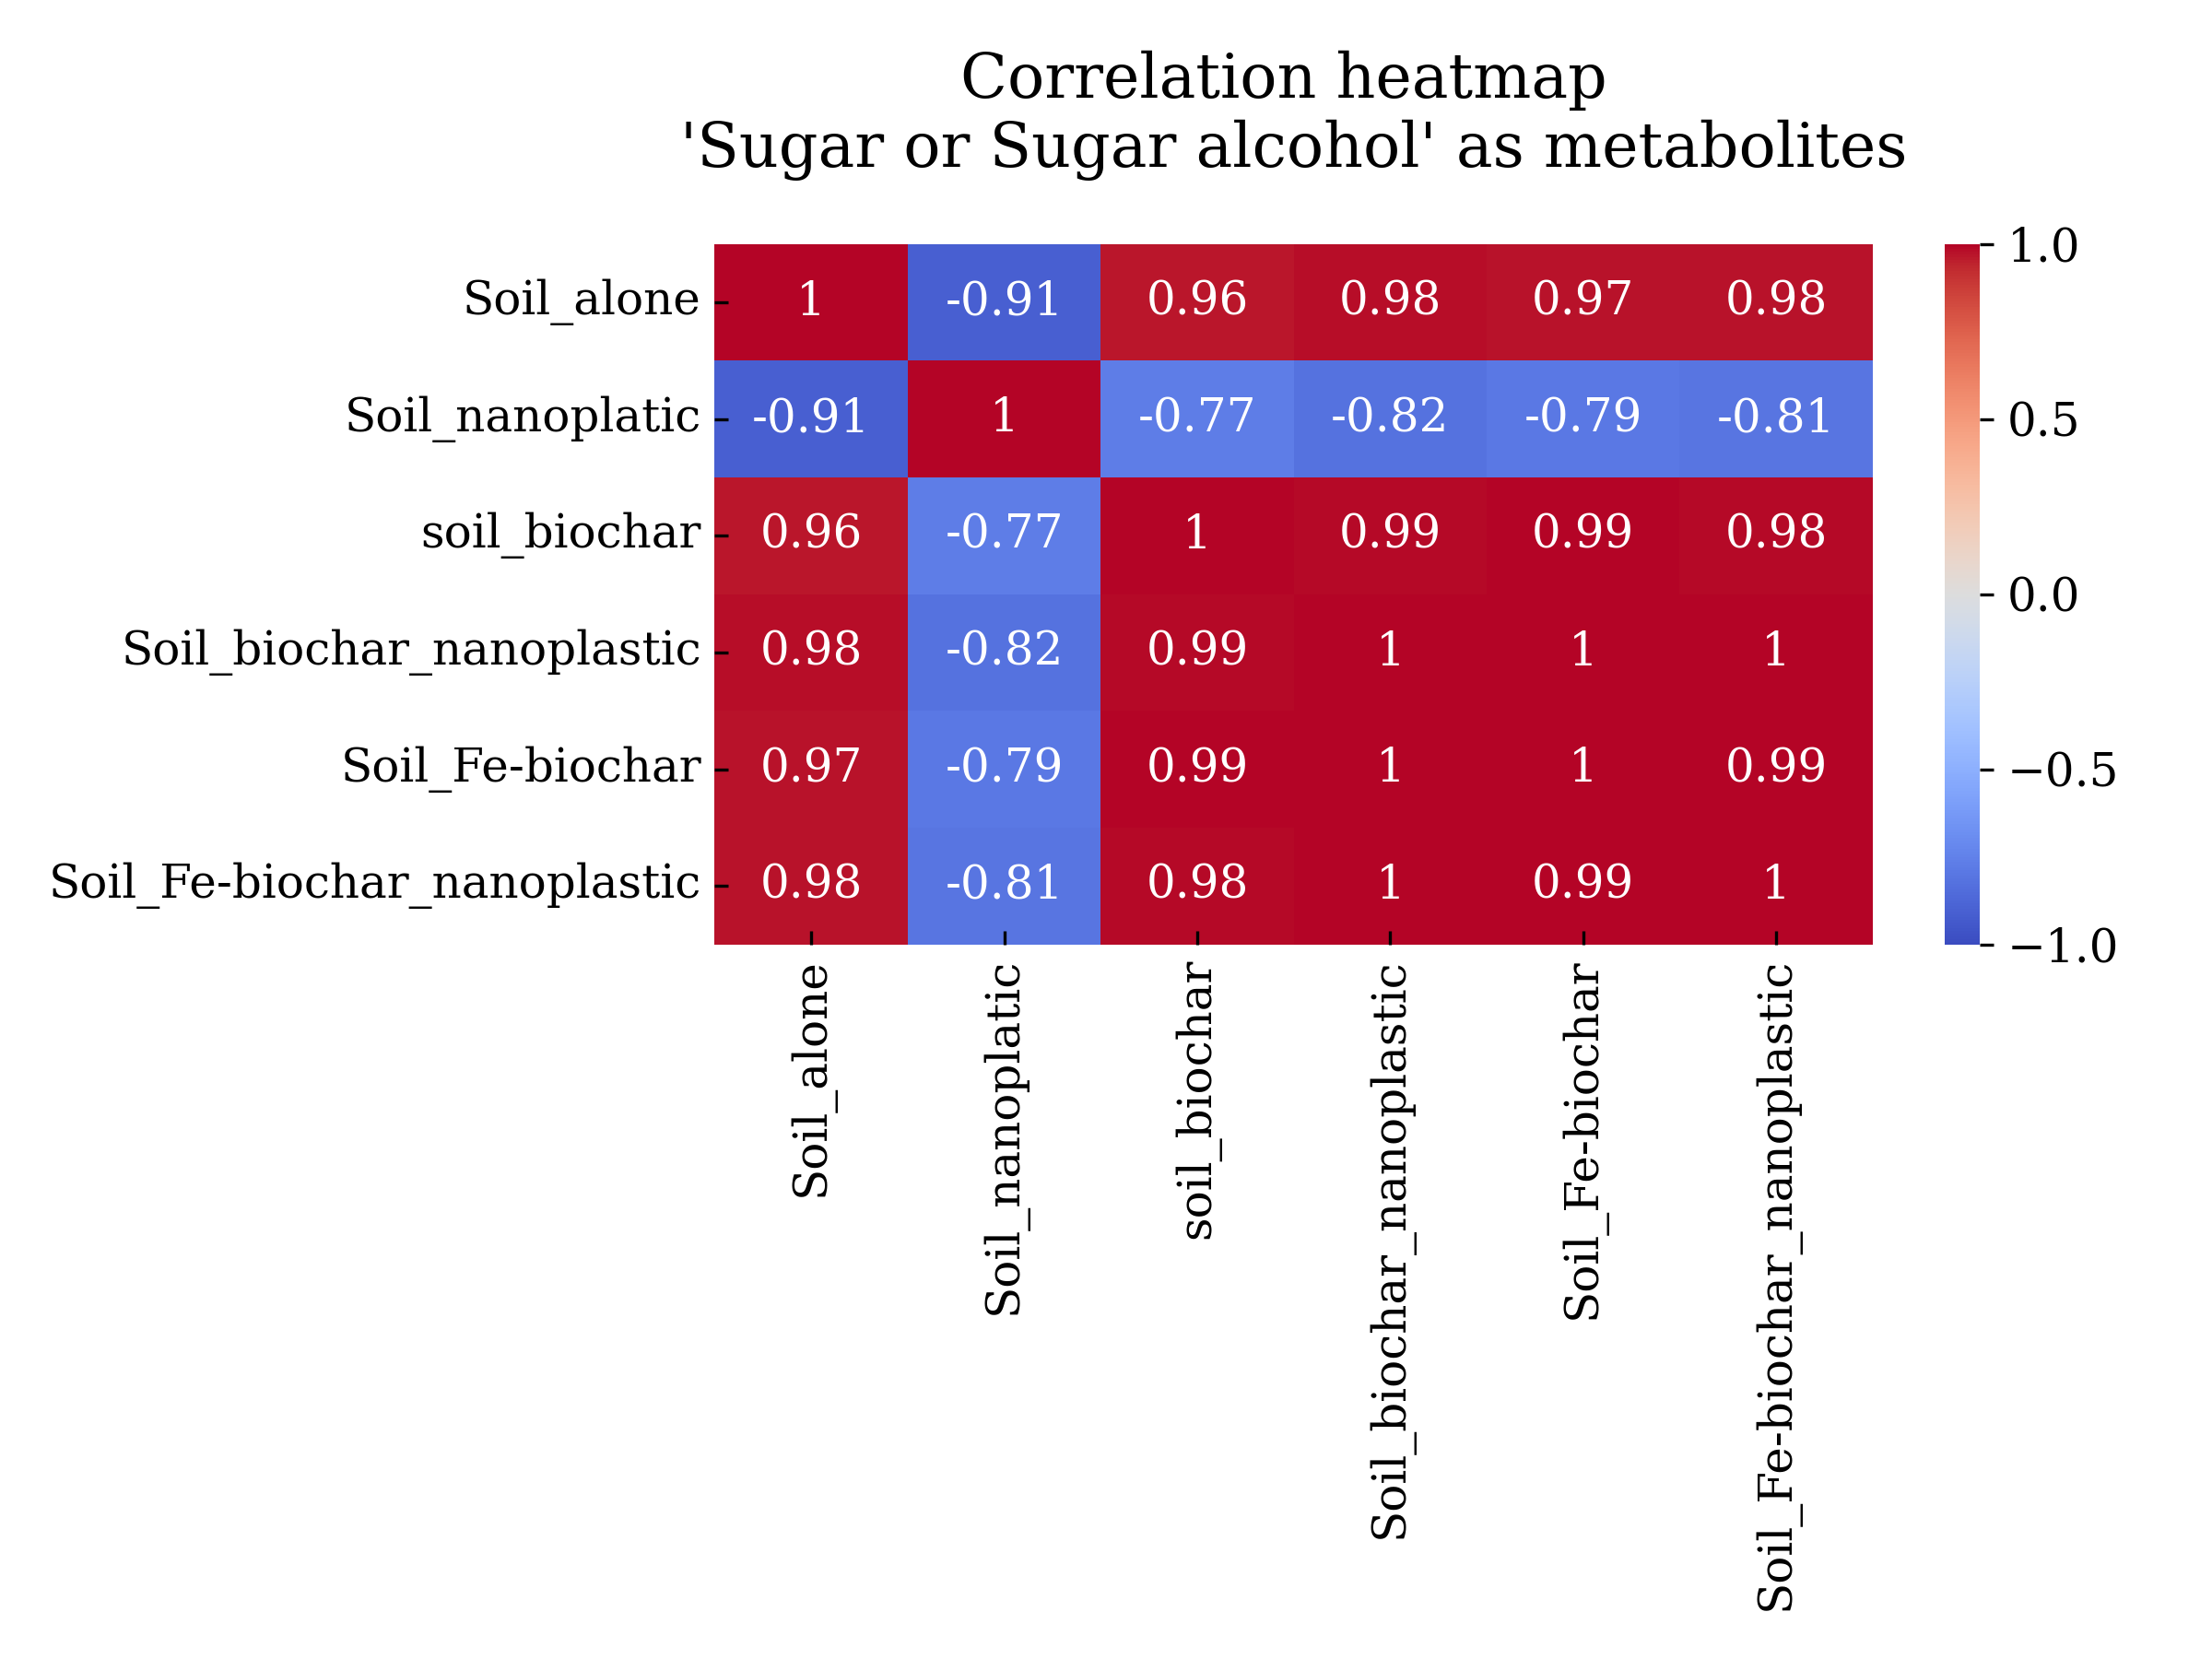 Correlation heatmap
'Sugar or Sugar alcohol' as metabolites
Soil_alone 1 -0.91 0.96 0.98 0.97 0.98
Soil_nanoplatic -0.91 1 -0.77 -0.82 -0.79 -0.81
soil_biochar 0.96 -0.77 1 0.99 0.99 0.98
Soil_biochar_nanoplastic 0.98 -0.82 0.99 1 1 1
Soil_Fe-biochar 0.97 -0.79 0.99 1 1 0.99
Soil_Fe-biochar_nanoplastic 0.98 -0.81 0.98 1 0.99 1
Soil_alone
Soil_nanoplatic
soil_biochar
Soil_biochar_nanoplastic
Soil_Fe-biochar
Soil_Fe-biochar_nanoplastic
1.0
0.5
0.0
−0.5
−1.0